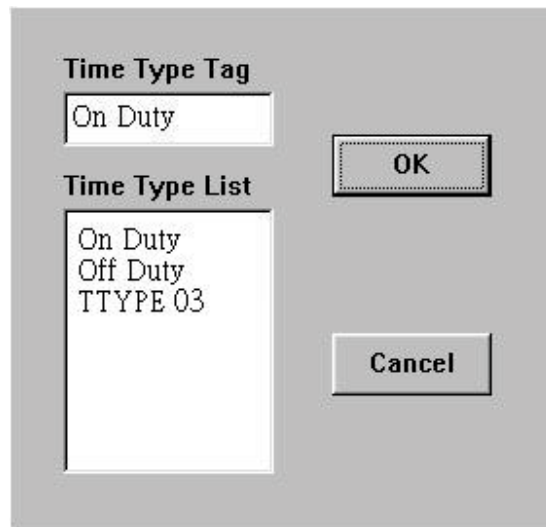 Time Type Tag
On Duty
OK
Time Type List
On Duty
Off Duty
TTYPE 03
Cancel